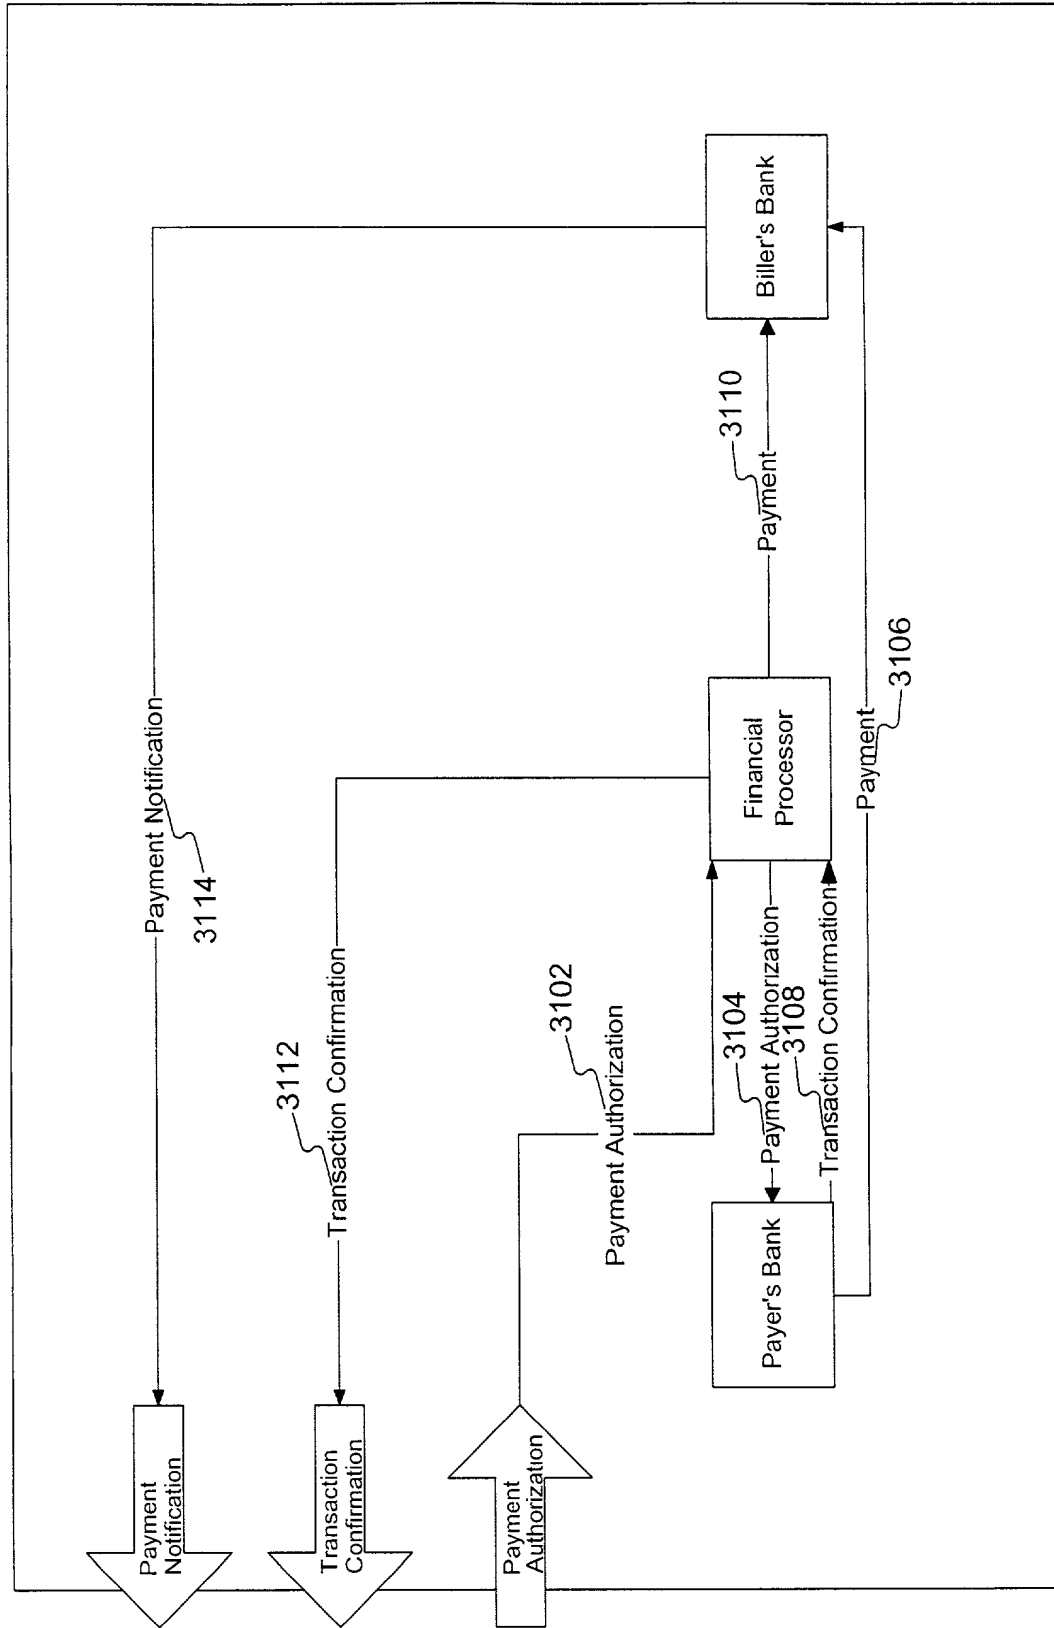 Payment
Notification
Payment Notification
3114
Transaction
Confirmation
Transaction Confirmation
3112
Payment
Authorization
Payment Authorization
3102
Payer's Bank
Payment Authorization
3104
Transaction Confirmation
3108
Financial
Processor
Payment
3110
Biller's Bank
Payment
3106